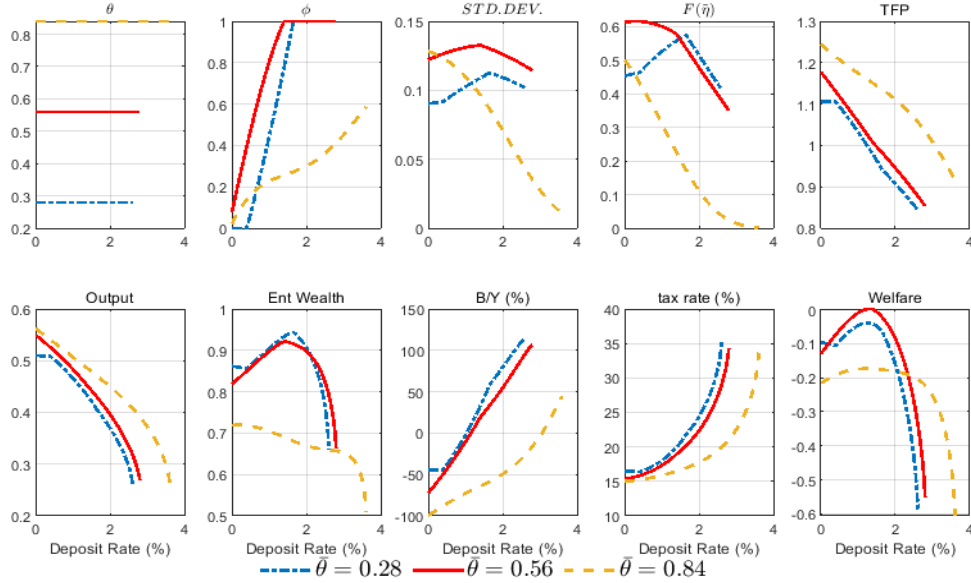 θ
φ
STD.DEV.
F(η̄)
TFP
0.8
0.7
0.6
0.5
0.4
0.3
0.2
0 2 4
1
0.8
0.6
0.4
0.2
0
0 2 4
0.15
0.1
0.05
0
0 2 4
0.6
0.5
0.4
0.3
0.2
0.1
0
0 2 4
1.3
1.2
1.1
1
0.9
0.8
0 2 4
Output
Ent Wealth
B/Y (%)
tax rate (%)
Welfare
0.6
0.5
0.4
0.3
0.2
0 2 4
Deposit Rate (%)
1
0.9
0.8
0.7
0.6
0.5
0 2 4
Deposit Rate (%)
150
100
50
0
-50
-100
0 2 4
Deposit Rate (%)
40
35
30
25
20
15
10
0 2 4
Deposit Rate (%)
0
-0.1
-0.2
-0.3
-0.4
-0.5
-0.6
0 2 4
Deposit Rate (%)
θ̄ = 0.28 θ̄ = 0.56 θ̄ = 0.84